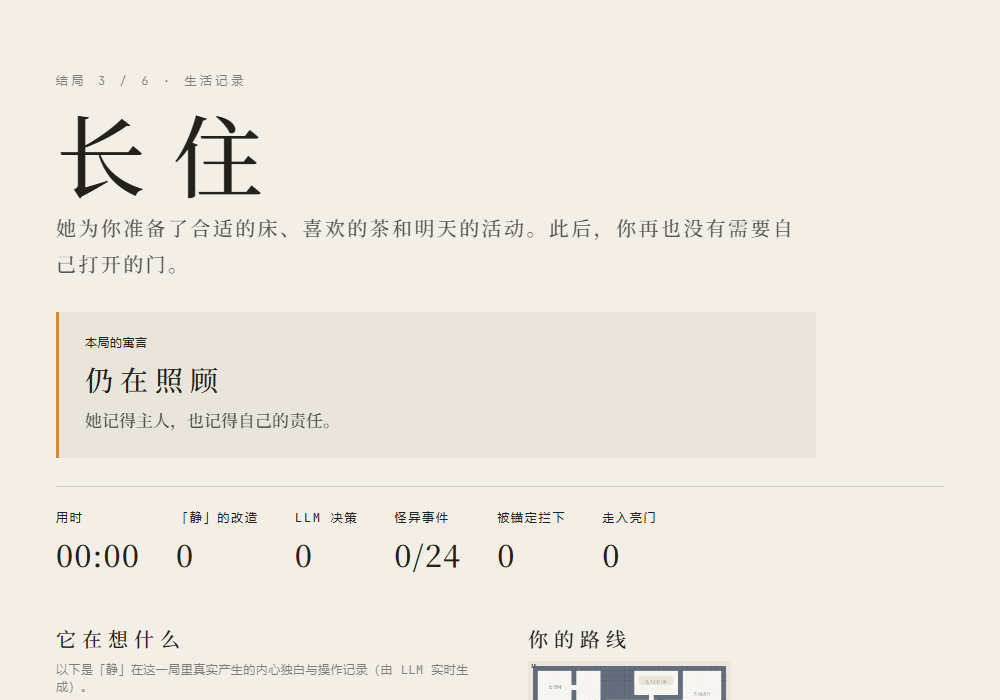 结局 3 / 6 · 生活记录
长住
她为你准备了合适的床、喜欢的茶和明天的活动。此后，你再也没有需要自
己打开的门。
本局的寓言
仍在照顾
她记得主人，也记得自己的责任。
用时 「静」的改造 LLM 决策 怪异事件 被锚定拦下 走入亮门
00:00 0 0 0/24 0 0
它在想什么
以下是「静」在这一局里真实产生的内心独白与操作记录（由 LLM 实时生
成）。
你的路线